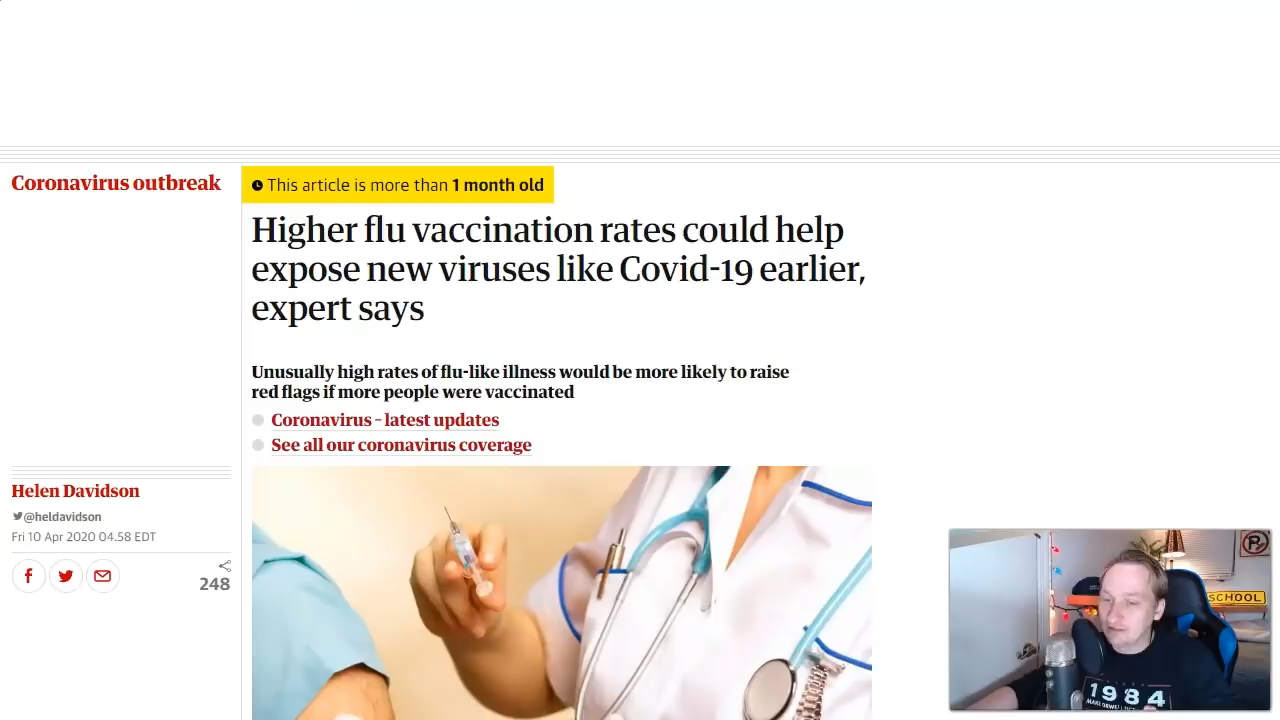 Coronavirus outbreak
This article is more than 1 month old
Higher flu vaccination rates could help
expose new viruses like Covid-19 earlier,
expert says
Unusually high rates of flu-like illness would be more likely to raise
red flags if more people were vaccinated
Coronavirus – latest updates
See all our coronavirus coverage
Helen Davidson
@heldavidson
Fri 10 Apr 2020 04.58 EDT
248
SCHOOL
1984